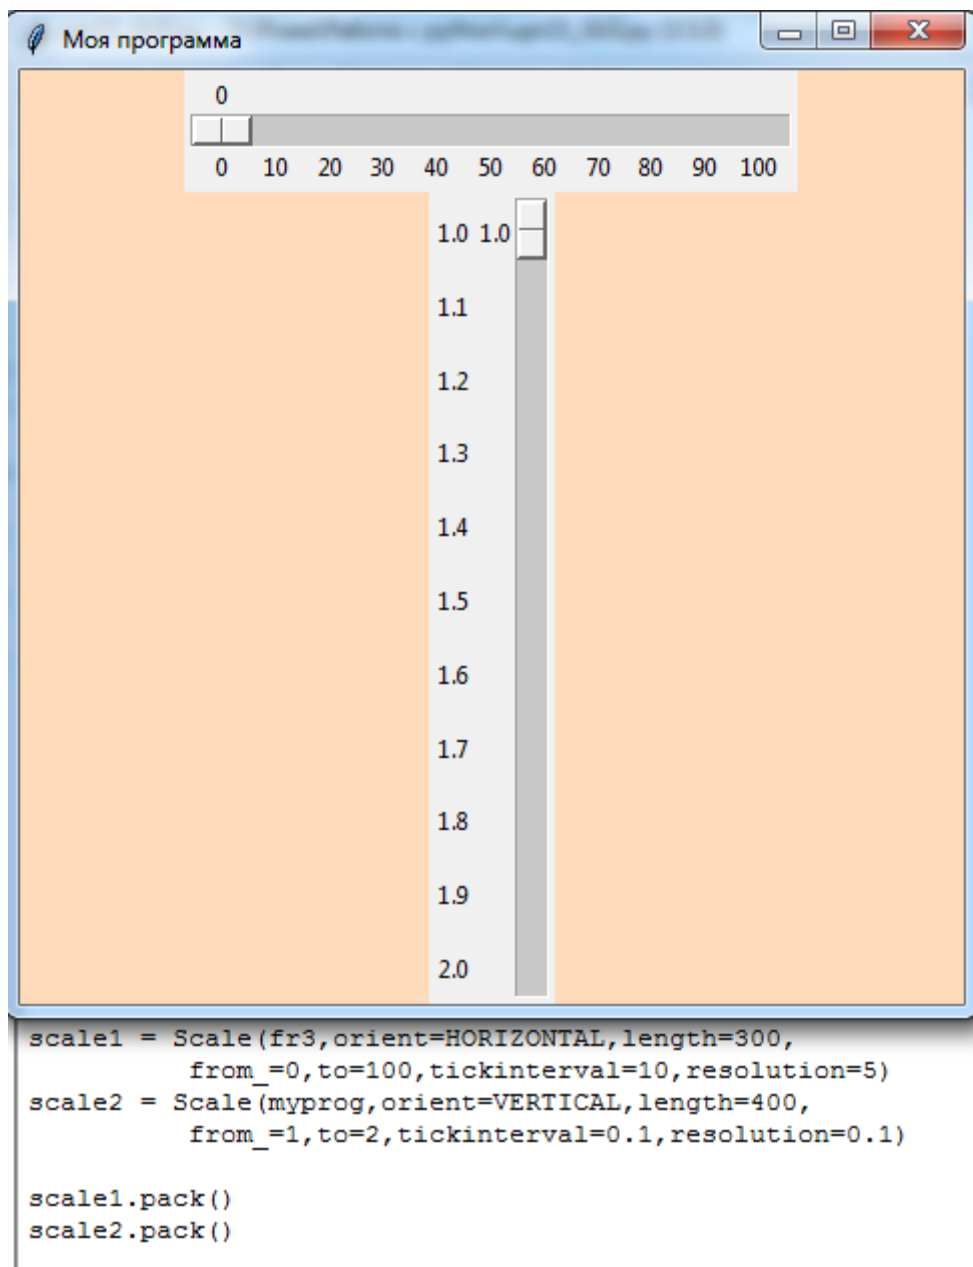 Моя программа
0
0 10 20 30 40 50 60 70 80 90 100
1.0 1.0
1.1
1.2
1.3
1.4
1.5
1.6
1.7
1.8
1.9
2.0
scale1 = Scale(fr3,orient=HORIZONTAL,length=300,
from_=0,to=100,tickinterval=10,resolution=5)
scale2 = Scale(myprog,orient=VERTICAL,length=400,
from_=1,to=2,tickinterval=0.1,resolution=0.1)
scale1.pack()
scale2.pack()